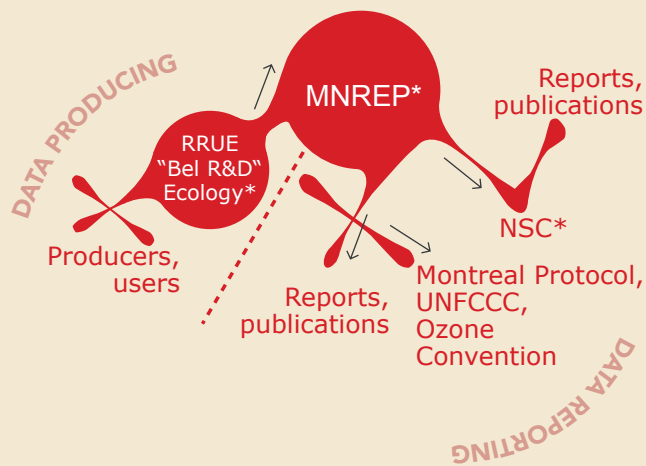 DATA PRODUCING
MNREP*
Reports,
publications
RRUE
"Bel R&D"
Ecology*
Producers,
users
NSC*
Reports,
publications
Montreal Protocol,
UNFCCC,
Ozone
Convention
DATA REPORTING